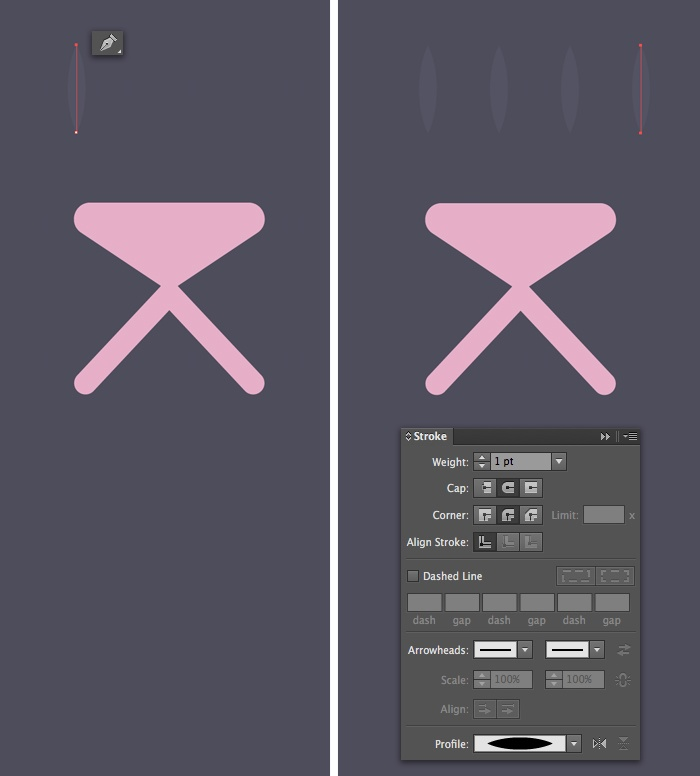 Stroke
Weight: 1 pt
Cap:
Corner: Limit: x
Align Stroke:
Dashed Line
dash gap dash gap dash gap
Arrowheads:
Scale: 100% 100%
Align:
Profile: